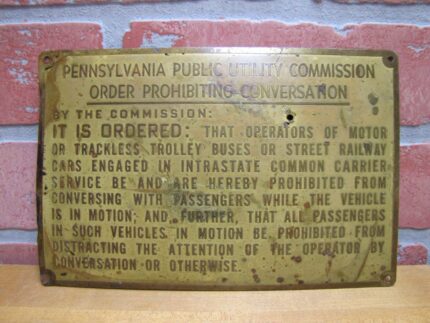 PENNSYLVANIA PUBLIC UTILITY COMMISSION
ORDER PROHIBITING CONVERSATION
BY THE COMMISSION:
IT IS ORDERED: THAT OPERATORS OF MOTOR
OR TRACKLESS TROLLEY BUSES OR STREET RAILWAY
CARS ENGAGED IN INTRASTATE COMMON CARRIER
SERVICE BE AND ARE HEREBY PROHIBITED FROM
CONVERSING WITH PASSENGERS WHILE THE VEHICLE
IS IN MOTION; AND, FURTHER, THAT ALL PASSENGERS
IN SUCH VEHICLES IN MOTION BE PROHIBITED FROM
DISTRACTING THE ATTENTION OF THE OPERATOR BY
CONVERSATION OR OTHERWISE.